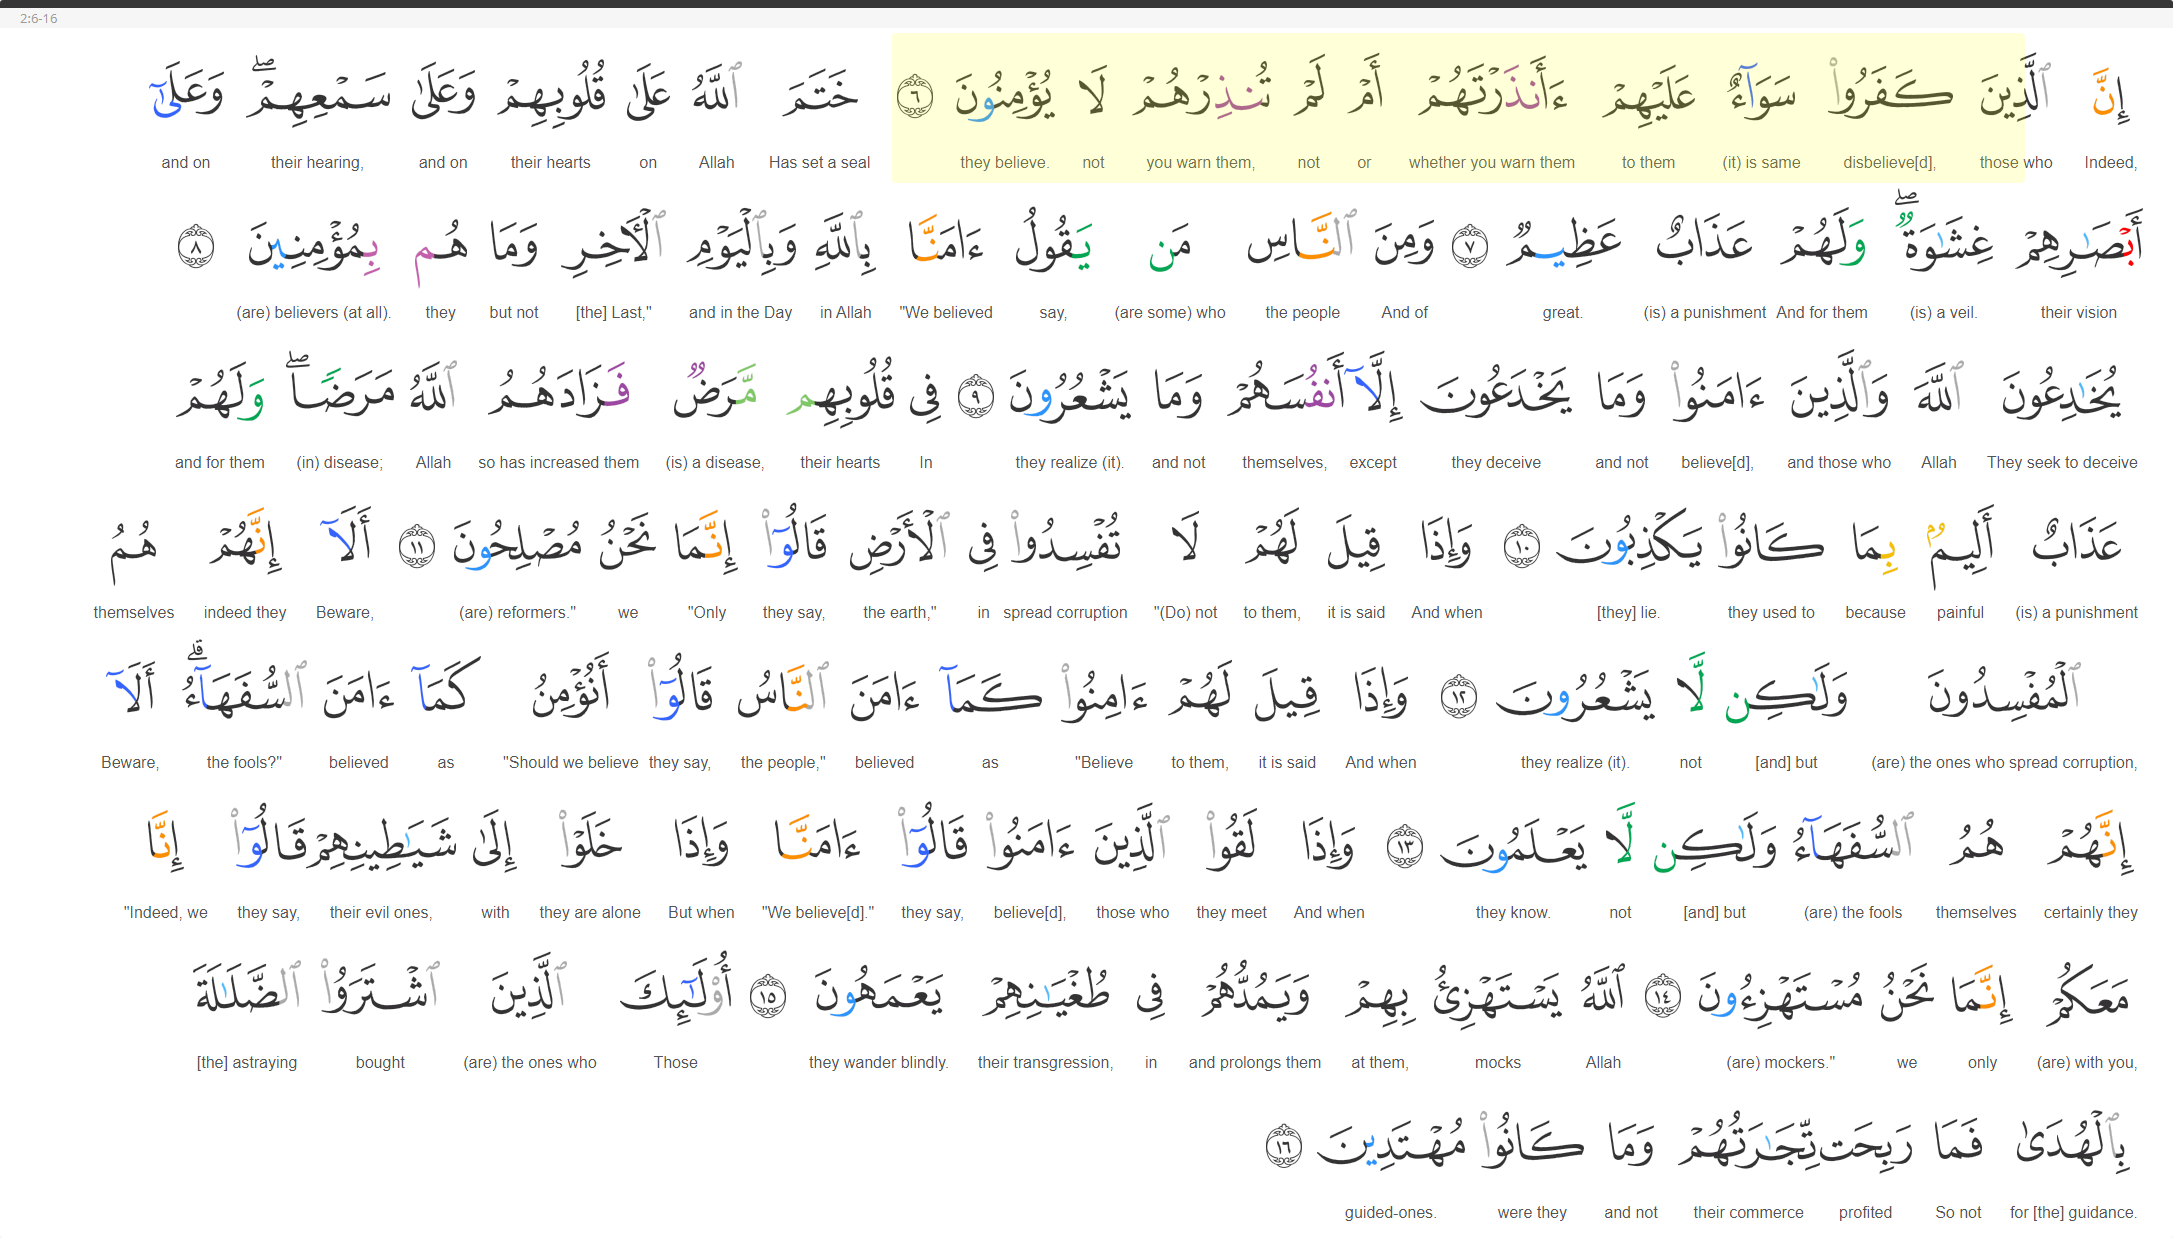 2:6-16
إِنَّ ٱلَّذِينَ كَفَرُوا۟ سَوَآءٌ عَلَيْهِمْ ءَأَنذَرْتَهُمْ أَمْ لَمْ تُنذِرْهُمْ لَا يُؤْمِنُونَ ٦ خَتَمَ ٱللَّهُ عَلَىٰ قُلُوبِهِمْ وَعَلَىٰ سَمْعِهِمْ ۖ وَعَلَىٰٓ
Indeed, those who disbelieve[d], (it) is same to them whether you warn them or not you warn them, not they believe. Has set a seal Allah on their hearts and on their hearing, and on
أَبْصَـٰرِهِمْ غِشَـٰوَةٌ ۖ وَلَهُمْ عَذَابٌ عَظِيمٌ ٧ وَمِنَ ٱلنَّاسِ مَن يَقُولُ ءَامَنَّا بِٱللَّهِ وَبِٱلْيَوْمِ ٱلْـَٔاخِرِ وَمَا هُم بِمُؤْمِنِينَ ٨
their vision (is) a veil. And for them (is) a punishment great. And of the people (are some) who say, "We believed in Allah and in the Day [the] Last," but not they (are) believers (at all).
يُخَـٰدِعُونَ ٱللَّهَ وَٱلَّذِينَ ءَامَنُوا۟ وَمَا يَخْدَعُونَ إِلَّآ أَنفُسَهُمْ وَمَا يَشْعُرُونَ ٩ فِى قُلُوبِهِم مَّرَضٌ فَزَادَهُمُ ٱللَّهُ مَرَضًا ۖ وَلَهُمْ
They seek to deceive Allah and those who believe[d], and not they deceive except themselves, and not they realize (it). In their hearts (is) a disease, so has increased them Allah (in) disease; and for them
عَذَابٌ أَلِيمٌۢ بِمَا كَانُوا۟ يَكْذِبُونَ ١٠ وَإِذَا قِيلَ لَهُمْ لَا تُفْسِدُوا۟ فِى ٱلْأَرْضِ قَالُوٓا۟ إِنَّمَا نَحْنُ مُصْلِحُونَ ١١ أَلَآ إِنَّهُمْ هُمُ
(is) a punishment painful because they used to [they] lie. And when it is said to them, "(Do) not spread corruption in the earth," they say, "Only we (are) reformers." Beware, indeed they themselves
ٱلْمُفْسِدُونَ وَلَـٰكِن لَّا يَشْعُرُونَ ١٢ وَإِذَا قِيلَ لَهُمْ ءَامِنُوا۟ كَمَآ ءَامَنَ ٱلنَّاسُ قَالُوٓا۟ أَنُؤْمِنُ كَمَآ ءَامَنَ ٱلسُّفَهَآءُ ۗ أَلَآ
(are) the ones who spread corruption, [and] but not they realize (it). And when it is said to them, "Believe as believed the people," they say, "Should we believe as believed the fools?" Beware,
إِنَّهُمْ هُمُ ٱلسُّفَهَآءُ وَلَـٰكِن لَّا يَعْلَمُونَ ١٣ وَإِذَا لَقُوا۟ ٱلَّذِينَ ءَامَنُوا۟ قَالُوٓا۟ ءَامَنَّا وَإِذَا خَلَوْا۟ إِلَىٰ شَيَـٰطِينِهِمْ قَالُوٓا۟ إِنَّا
certainly they themselves (are) the fools [and] but not they know. And when they meet those who believe[d], they say, "We believe[d]." But when they are alone with their evil ones, they say, "Indeed, we
مَعَكُمْ إِنَّمَا نَحْنُ مُسْتَهْزِءُونَ ١٤ ٱللَّهُ يَسْتَهْزِئُ بِهِمْ وَيَمُدُّهُمْ فِى طُغْيَـٰنِهِمْ يَعْمَهُونَ ١٥ أُو۟لَـٰٓئِكَ ٱلَّذِينَ ٱشْتَرَوُا۟ ٱلضَّلَـٰلَةَ
(are) with you, only we (are) mockers." Allah mocks at them, and prolongs them in their transgression, they wander blindly. Those (are) the ones who bought [the] astraying
بِٱلْهُدَىٰ فَمَا رَبِحَت تِّجَـٰرَتُهُمْ وَمَا كَانُوا۟ مُهْتَدِينَ ١٦
for [the] guidance. So not profited their commerce and not were they guided-ones.